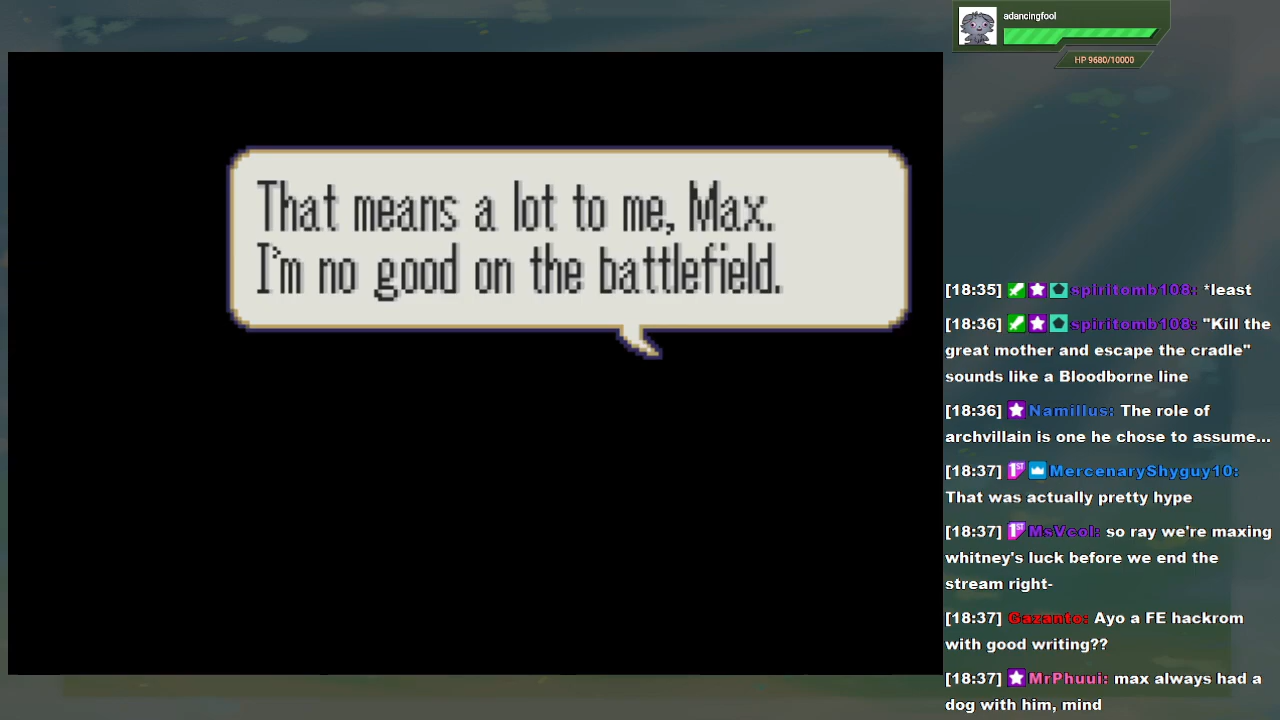 adancingfool
HP 9680/10000
That means a lot to me, Max.
I'm no good on the battlefield.
[18:35] spiritomb108: *least
[18:36] spiritomb108: "Kill the
great mother and escape the cradle"
sounds like a Bloodborne line
[18:36] Namillus: The role of
archvillain is one he chose to assume...
[18:37] 1ST MercenaryShyguy10:
That was actually pretty hype
[18:37] 1ST MsVeol: so ray we're maxing
whitney's luck before we end the
stream right-
[18:37] Gazanto: Ayo a FE hackrom
with good writing??
[18:37] MrPhuui: max always had a
dog with him, mind